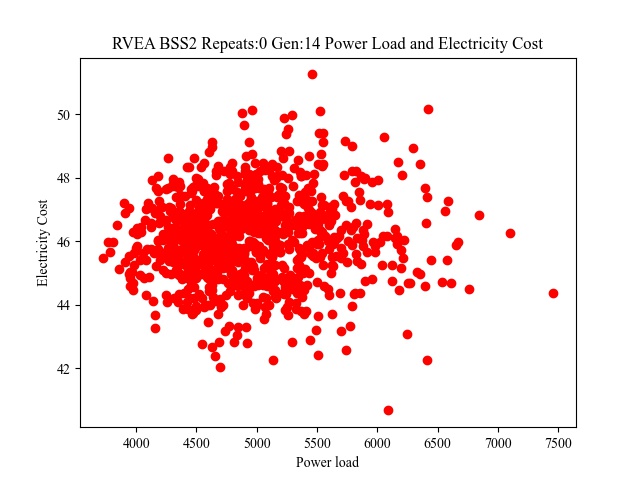 RVEA BSS2 Repeats:0 Gen:14 Power Load and Electricity Cost
Electricity Cost
50
48
46
44
42
4000 4500 5000 5500 6000 6500 7000 7500
Power load